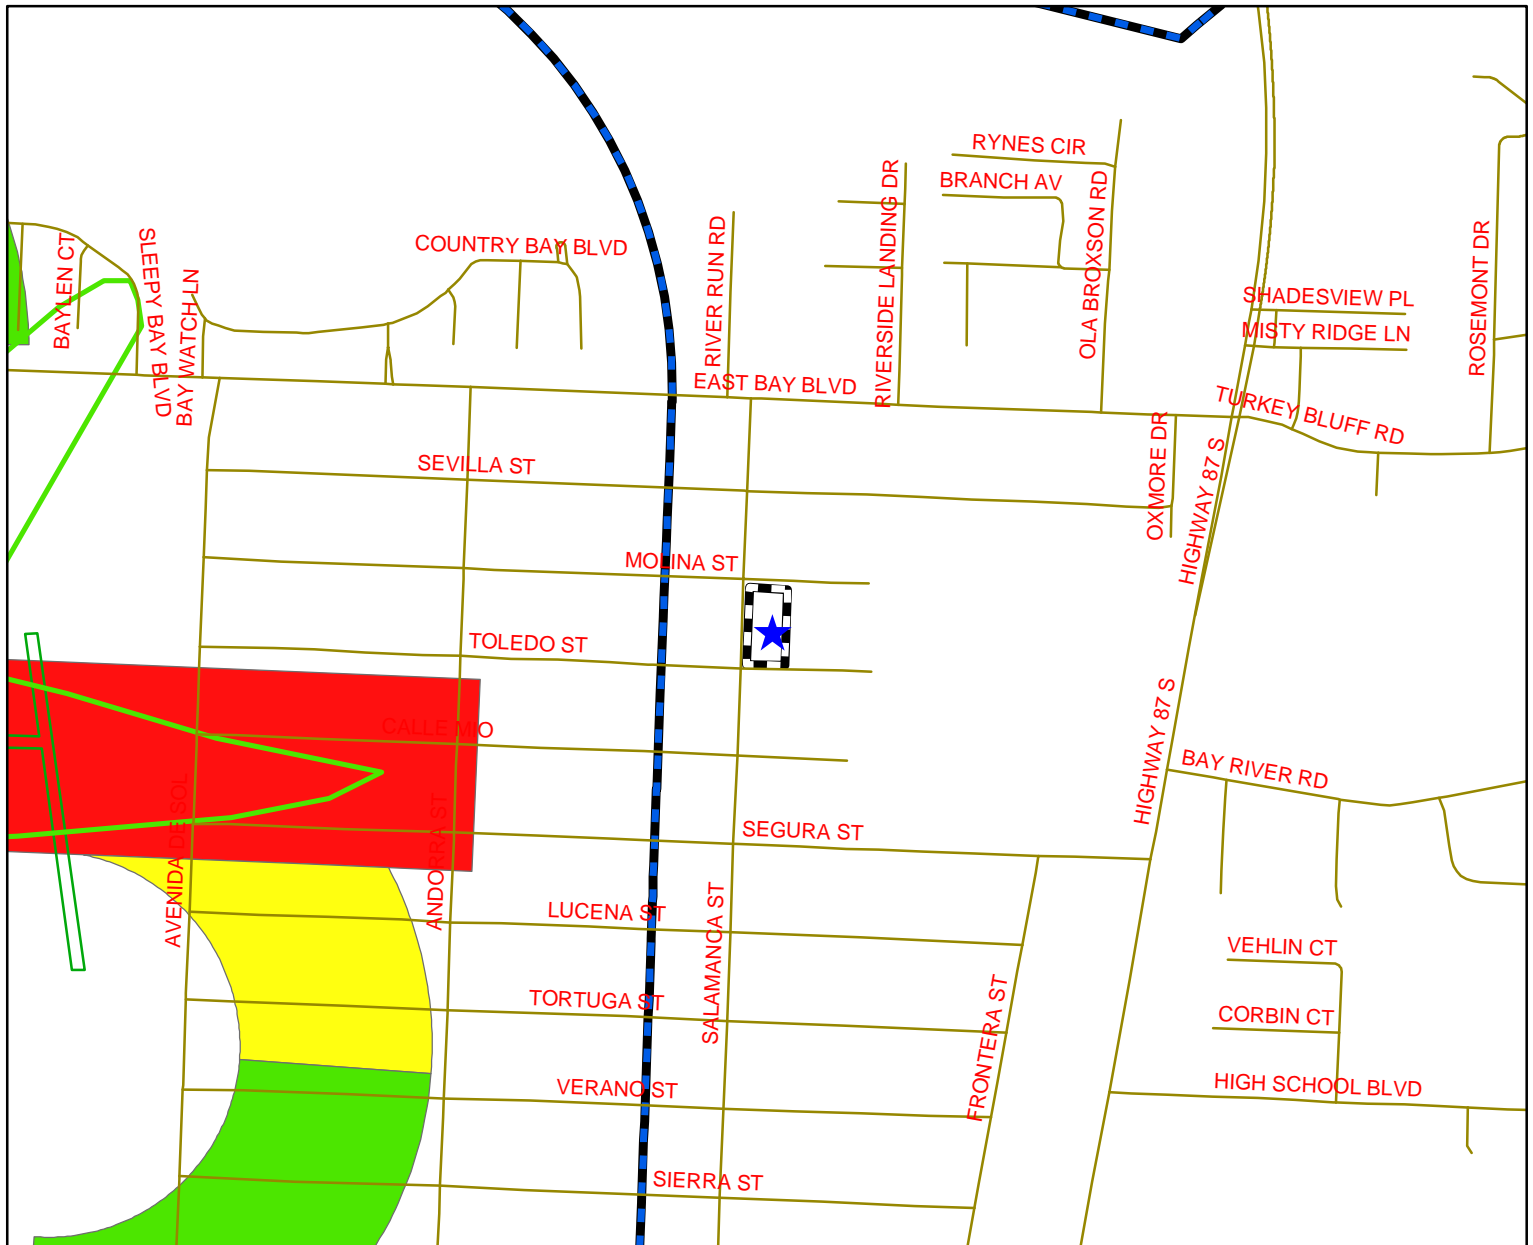 RYNES CIR
BRANCH AV
RIVERSIDE LANDING DR
OLA BROXSON RD
COUNTRY BAY BLVD
RIVER RUN RD
BAYLEN CT
SLEEPY BAY BLVD
BAY WATCH LN
ROSEMONT DR
SHADESVIEW PL
MISTY RIDGE LN
EAST BAY BLVD
TURKEY BLUFF RD
OXMORE DR
HIGHWAY 87 S
SEVILLA ST
MOLINA ST
TOLEDO ST
CALLE MIO
HIGHWAY 87 S
BAY RIVER RD
AVENIDA DE SOL
ANDORRA ST
SEGURA ST
LUCENA ST
SALAMANCA ST
VEHLIN CT
TORTUGA ST
FRONTERA ST
CORBIN CT
VERANO ST
HIGH SCHOOL BLVD
SIERRA ST